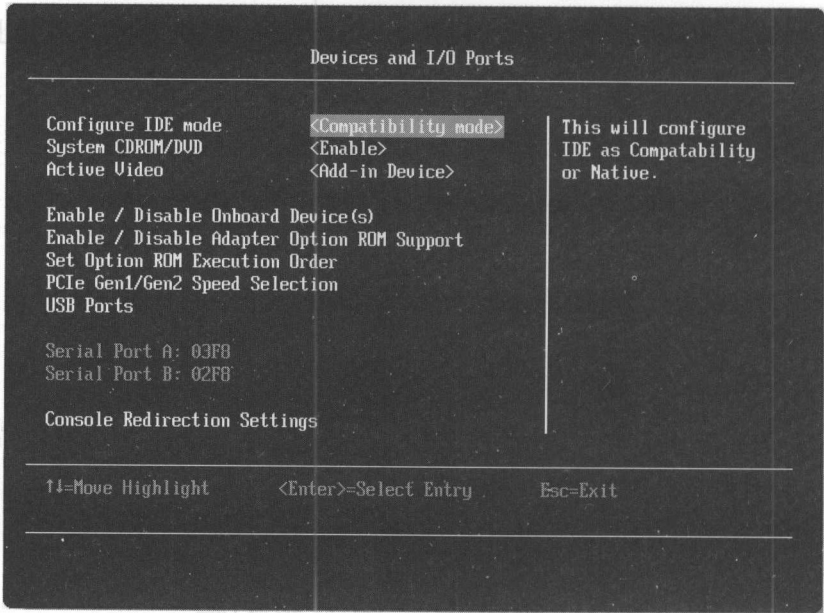 Devices and I/O Ports
Configure IDE mode <Compatibility mode>
System CDROM/DVD <Enable>
Active Video <Add-in Device>
This will configure
IDE as Compatability
or Native.
Enable / Disable Onboard Device(s)
Enable / Disable Adapter Option ROM Support
Set Option ROM Execution Order
PCIe Gen1/Gen2 Speed Selection
USB Ports
Serial Port A: 03F8
Serial Port B: 02F8
Console Redirection Settings
↑↓=Move Highlight <Enter>=Select Entry Esc=Exit